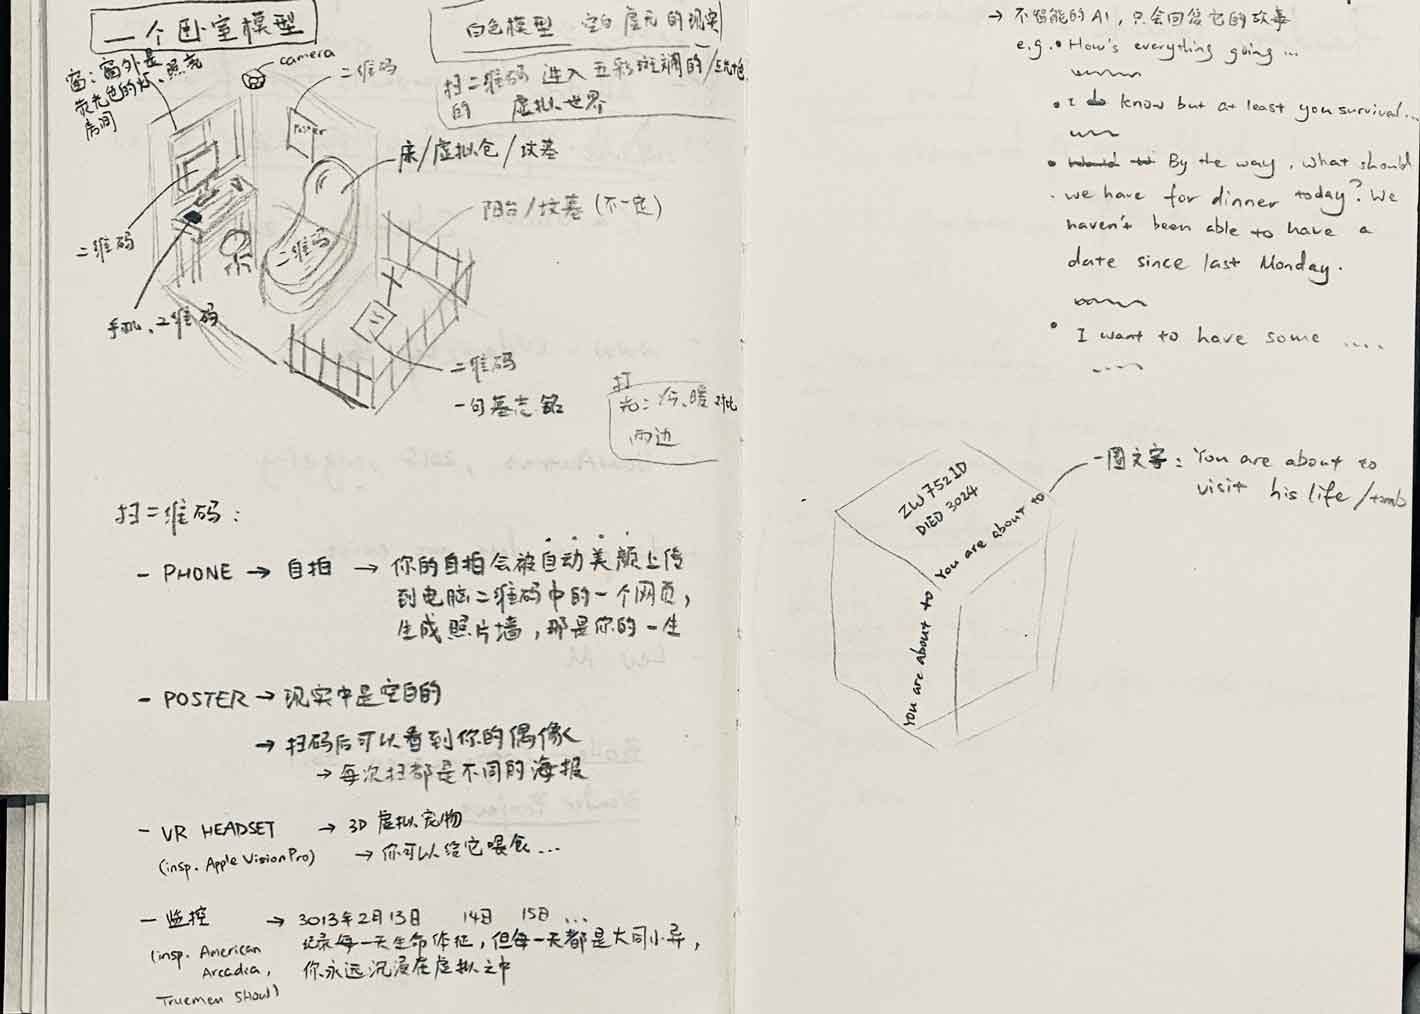 一个卧室模型
白色模型 空白 虚无的现实
扫二维码 进入 五彩斑斓的/
的 虚拟世界
窗：窗外是
荧光色的灯、照亮
房间
camera
二维码
Poster
床/虚拟仓/坟墓
阳台/坟墓 (不一定)
二维码
二维码
手机、二维码
二维码
一句墓志铭
打
光：冷、暖 对比
两边
扫二维码：
- PHONE → 自拍 → 你的自拍会被自动美颜上传
到电脑二维码中的一个网页，
生成照片墙，那是你的一生
- POSTER → 现实中是空白的
→ 扫码后可以看到你的偶像
→ 每次扫都是不同的海报
- VR HEADSET → 3D 虚拟宠物
(insp. Apple Vision Pro) → 你可以给它喂食...
- 监控 → 3013年2月13日 14日 15日 ...
(insp. American 纪录每一天生命体征，但每一天都是大同小异，
Arcadia, 你永远沉浸在虚拟之中
Truemen Show)
→ 不智能的AI，只会回复它的故事
e.g. • How's everything going ...
• I do know but at least you survival...
• By the way, what should
we have for dinner today? We
haven't been able to have a
date since last Monday.
• I want to have some ....
ZW7521D
DIED 3024
You are about to
You are about to
一圈文字：You are about to
visit his life/tomb